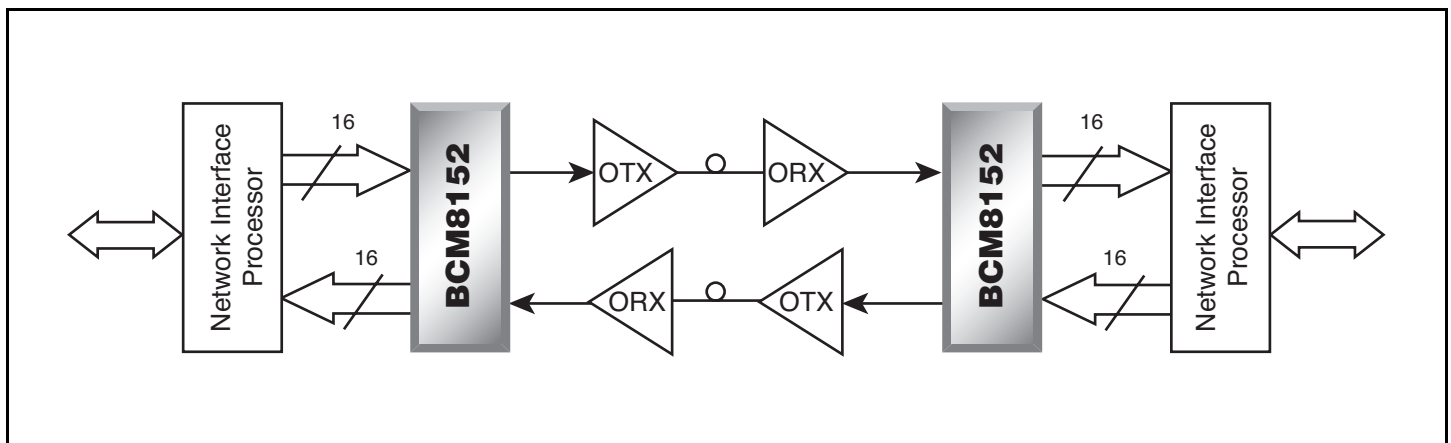 Network Interface
Processor
16
16
BCM8152
OTX
ORX
ORX
OTX
BCM8152
16
16
Network Interface
Processor